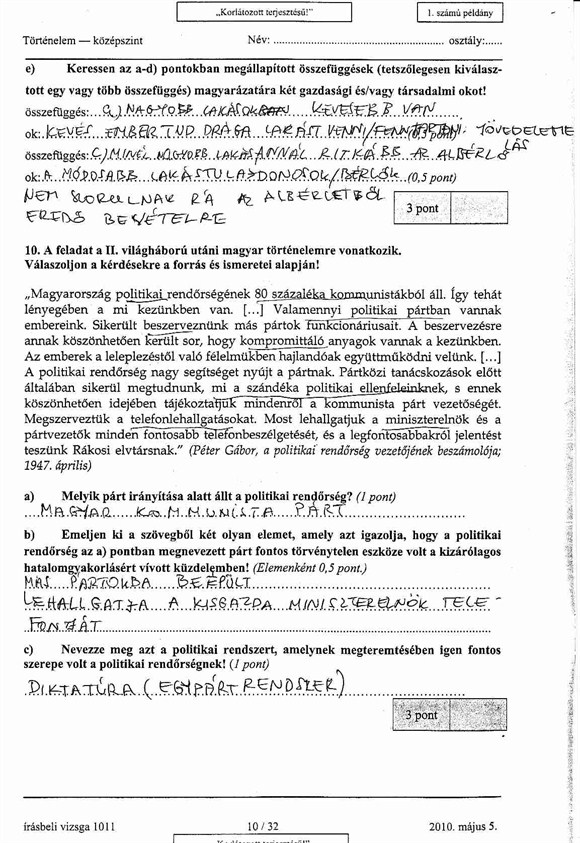 „Korlátozott terjesztésű!”
1. számú példány
Történelem — középszint Név: ........................................................ osztály:......
e) Keressen az a-d) pontokban megállapított összefüggések (tetszőlegesen kiválasz-
tott egy vagy több összefüggés) magyarázatára két gazdasági és/vagy társadalmi okot!
összefüggés: a) NAGYOBB LAKÁSOKBAN KEVESEBB VAN
ok: KEVÉS EMBER TUD DRÁGA LAKÁST VENNI/FENNTARTANI: JÖVEDELEM (0,5 pont)
összefüggés: c) MINÉL NAGYOBB LAKÁS ANNÁL RITKÁBB AZ ALBÉRLŐ
ok: A MÓDOSABB LAKÁSTULAJDONOSOK/BÉRLŐK (0,5 pont)
NEM SZORULNAK RÁ AZ ALBÉRLETBŐL
EREDŐ BEVÉTELRE
3 pont
10. A feladat a II. világháború utáni magyar történelemre vonatkozik.
Válaszoljon a kérdésekre a forrás és ismeretei alapján!
„Magyarország politikai rendőrségének 80 százaléka kommunistákból áll. Így tehát
lényegében a mi kezünkben van. [...] Valamennyi politikai pártban vannak
embereink. Sikerült beszerveznünk más pártok funkcionáriusait. A beszervezésre
annak köszönhetően került sor, hogy kompromittáló anyagok vannak a kezünkben.
Az emberek a leleplezéstől való félelmükben hajlandóak együttműködni velünk. [...]
A politikai rendőrség nagy segítséget nyújt a pártnak. Pártközi tanácskozások előtt
általában sikerül megtudnunk, mi a szándéka politikai ellenfeleinknek, s ennek
köszönhetően idejében tájékoztatjuk mindenről a kommunista párt vezetőségét.
Megszerveztük a telefonlehallgatásokat. Most lehallgatjuk a miniszterelnök és a
pártvezetők minden fontosabb telefonbeszélgetését, és a legfontosabbakról jelentést
teszünk Rákosi elvtársnak.” (Péter Gábor, a politikai rendőrség vezetőjének beszámolója;
1947. április)
a) Melyik párt irányítása alatt állt a politikai rendőrség? (1 pont)
MAGYAR KOMMUNISTA PÁRT
b) Emeljen ki a szövegből két olyan elemet, amely azt igazolja, hogy a politikai
rendőrség az a) pontban megnevezett párt fontos törvénytelen eszköze volt a kizárólagos
hatalomgyakorlásért vívott küzdelemben! (Elemenként 0,5 pont.)
MÁS PÁRTOKBA BEÉPÜLT
LEHALLGATJA A KISGAZDA MINISZTERELNÖK TELE-
FONJÁT
c) Nevezze meg azt a politikai rendszert, amelynek megteremtésében igen fontos
szerepe volt a politikai rendőrségnek! (1 pont)
DIKTATÚRA (EGYPÁRTRENDSZER)
3 pont
írásbeli vizsga 1011 10 / 32 2010. május 5.